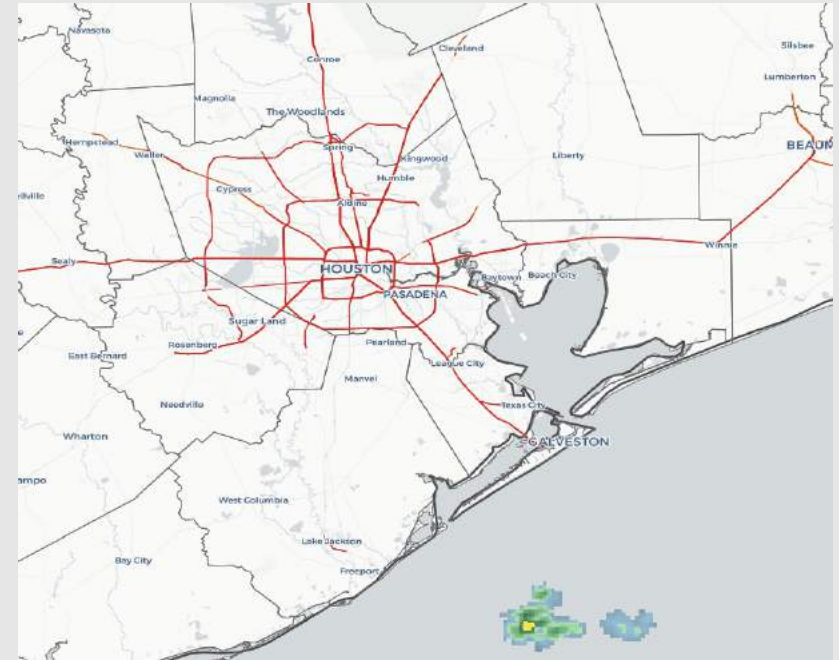 Navasota
Cleveland
Silsbee
Conroe
Lumberton
Magnolia
The Woodlands
Hempstead
Spring
BEAUM
Waller
Kingwood
Liberty
Humble
Cypress
Aldine
Winnie
Sealy
HOUSTON
Baytown
Beach City
PASADENA
Sugar Land
Rosenberg
Pearland
East Bernard
League City
Manvel
Needville
Texas City
Wharton
GALVESTON
ampo
West Columbia
Lake Jackson
Bay City
Freeport